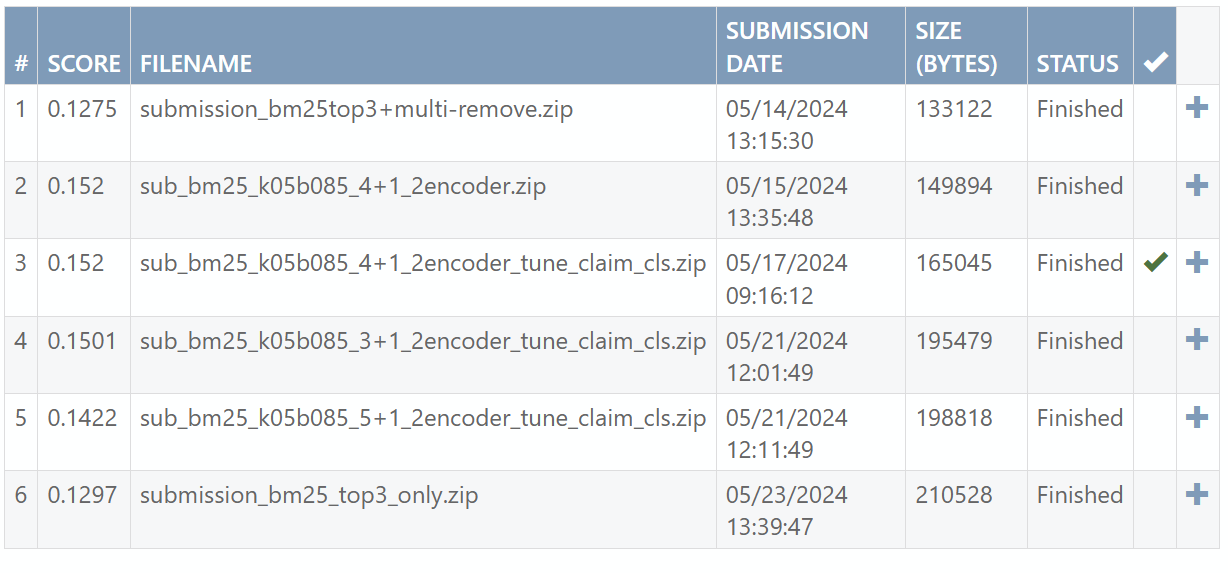 # SCORE FILENAME SUBMISSION DATE SIZE (BYTES) STATUS
1 0.1275 submission_bm25top3+multi-remove.zip 05/14/2024 13:15:30 133122 Finished
2 0.152 sub_bm25_k05b085_4+1_2encoder.zip 05/15/2024 13:35:48 149894 Finished
3 0.152 sub_bm25_k05b085_4+1_2encoder_tune_claim_cls.zip 05/17/2024 09:16:12 165045 Finished
4 0.1501 sub_bm25_k05b085_3+1_2encoder_tune_claim_cls.zip 05/21/2024 12:01:49 195479 Finished
5 0.1422 sub_bm25_k05b085_5+1_2encoder_tune_claim_cls.zip 05/21/2024 12:11:49 198818 Finished
6 0.1297 submission_bm25_top3_only.zip 05/23/2024 13:39:47 210528 Finished